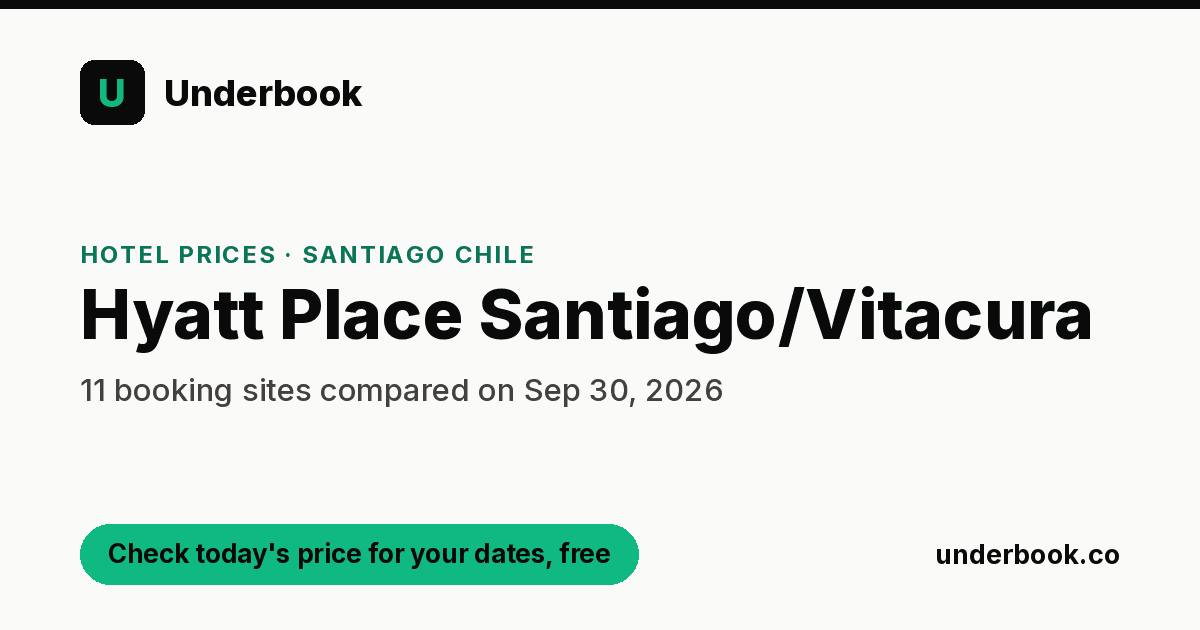 U Underbook
HOTEL PRICES · SANTIAGO CHILE
Hyatt Place Santiago/Vitacura
11 booking sites compared on Sep 30, 2026
Check today's price for your dates, free
underbook.co